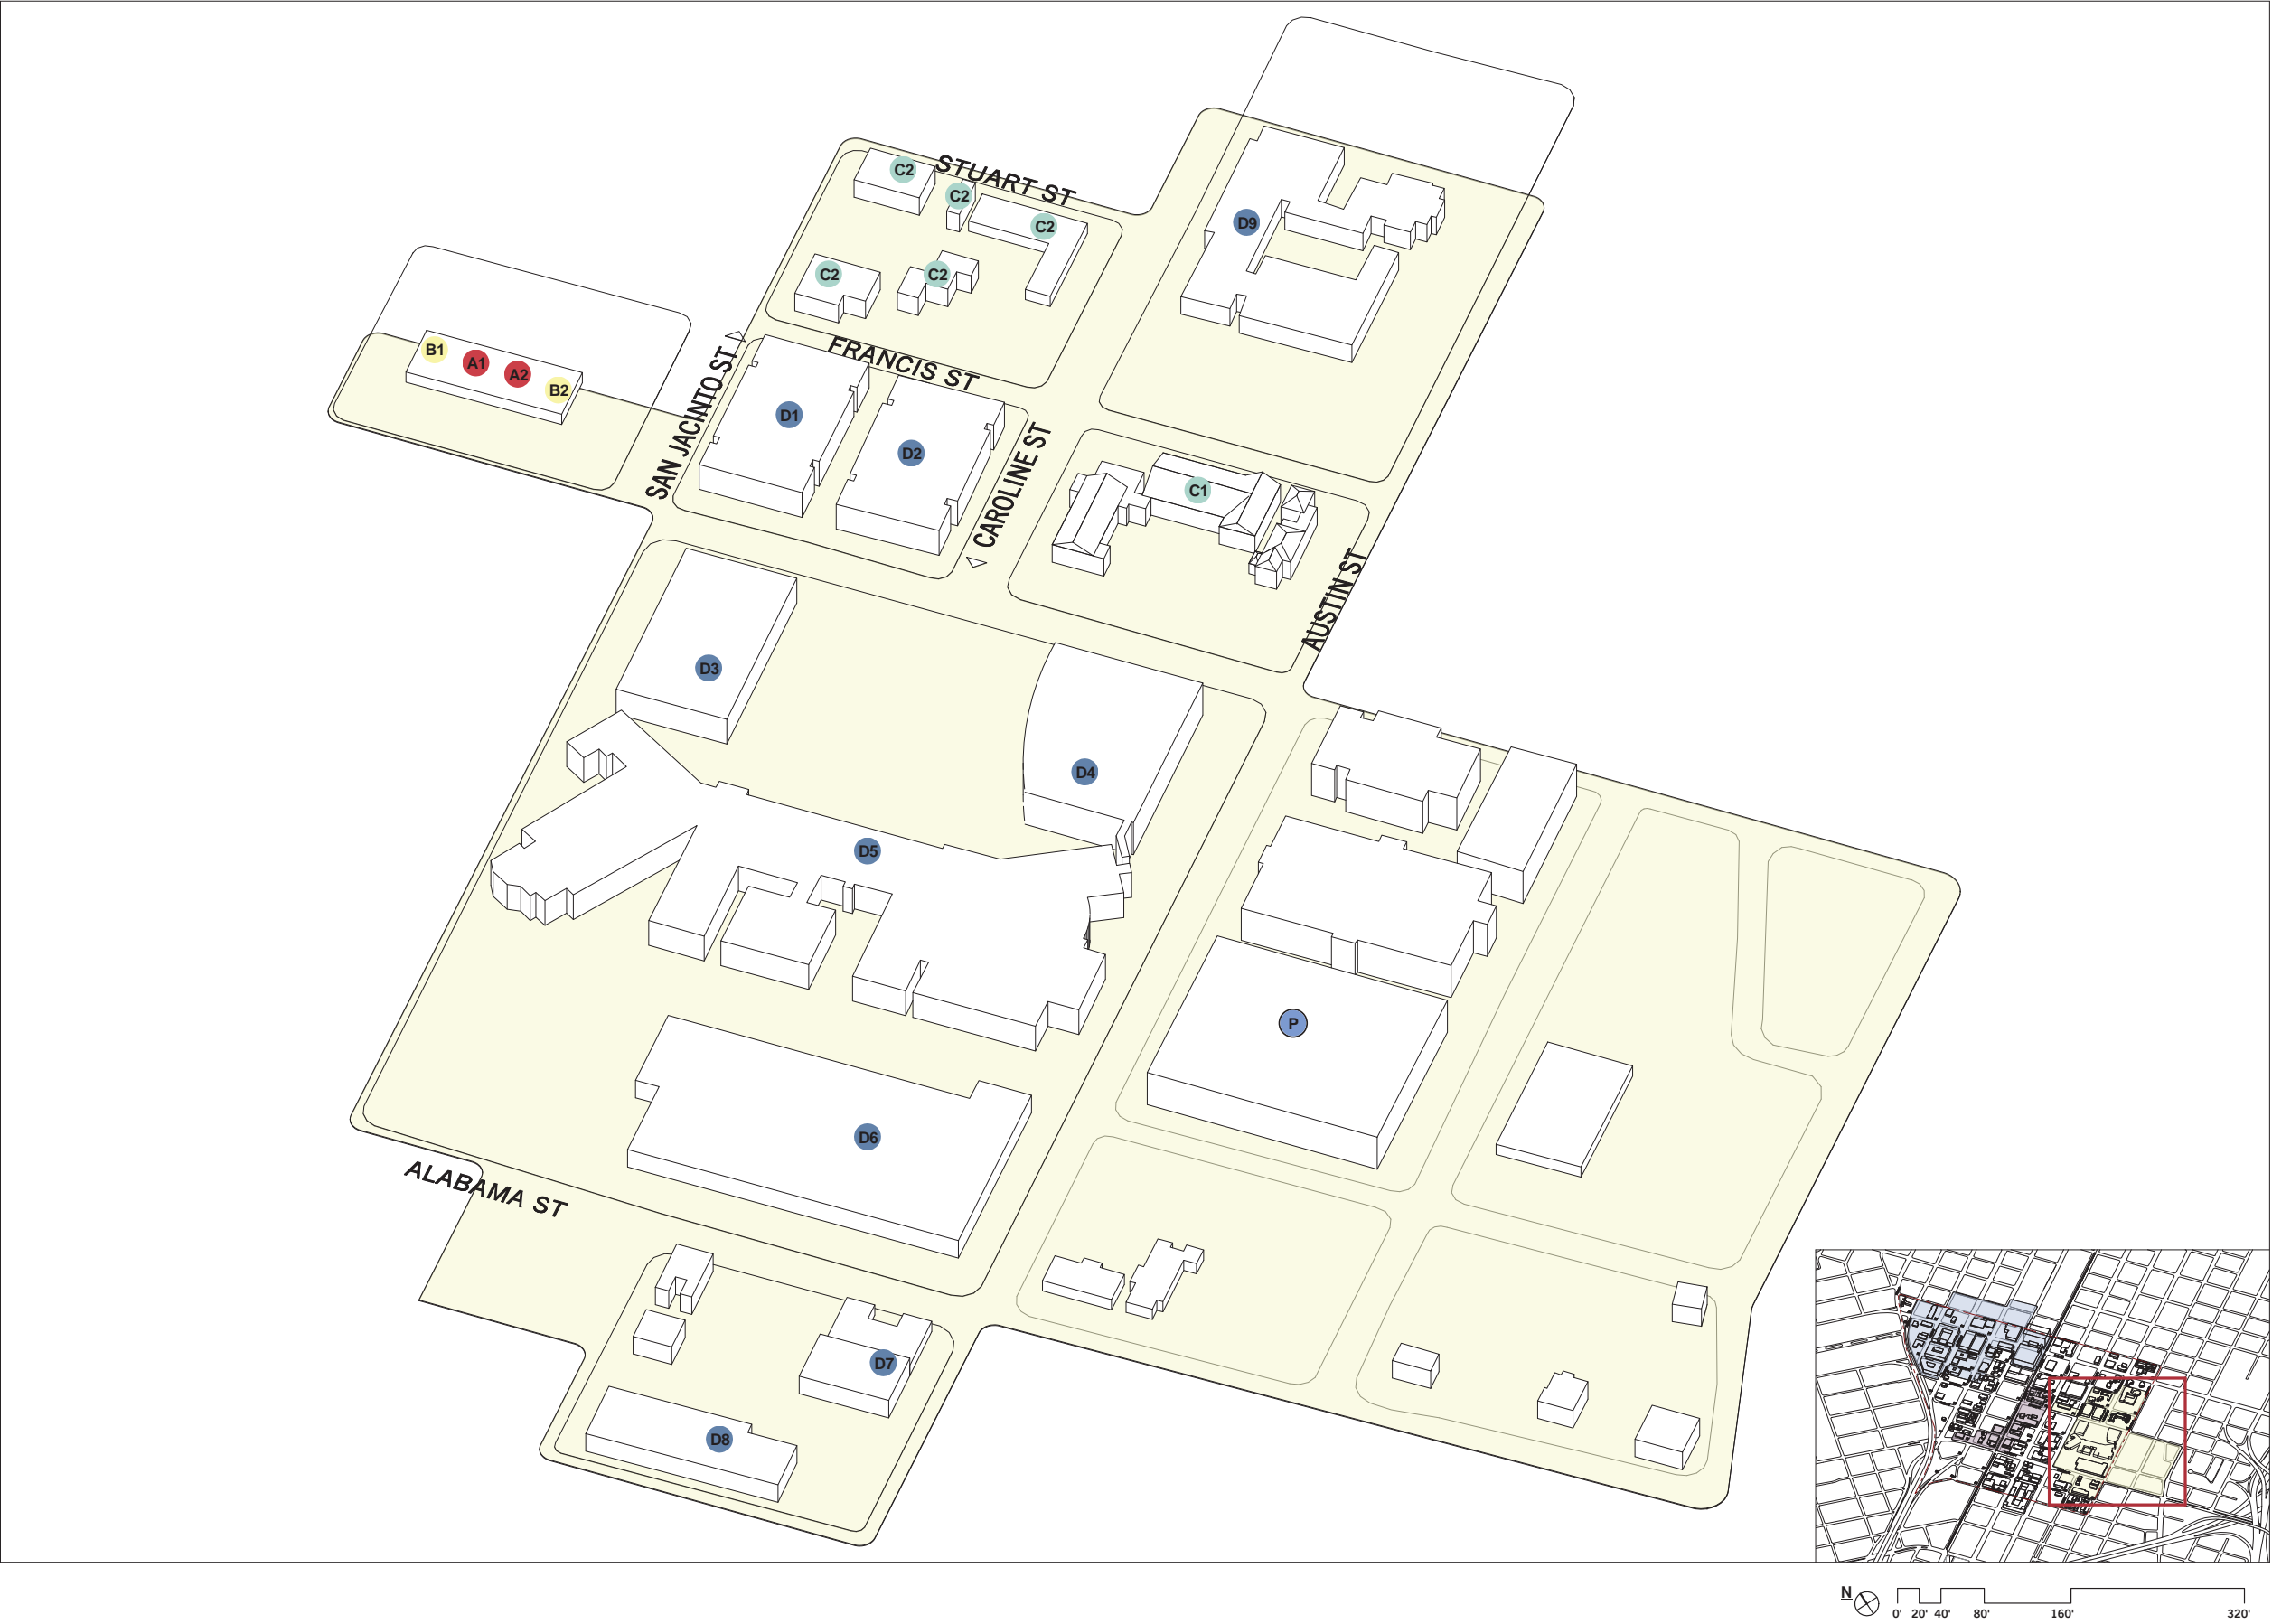 C2
STUART ST
C2
C2
D9
C2
C2
B1
A1
A2
B2
SAN JACINTO ST
FRANCIS ST
D1
D2
CAROLINE ST
C1
AUSTIN ST
D3
D4
D5
P
D6
ALABAMA ST
D7
D8
N
0' 20' 40' 80' 160' 320'